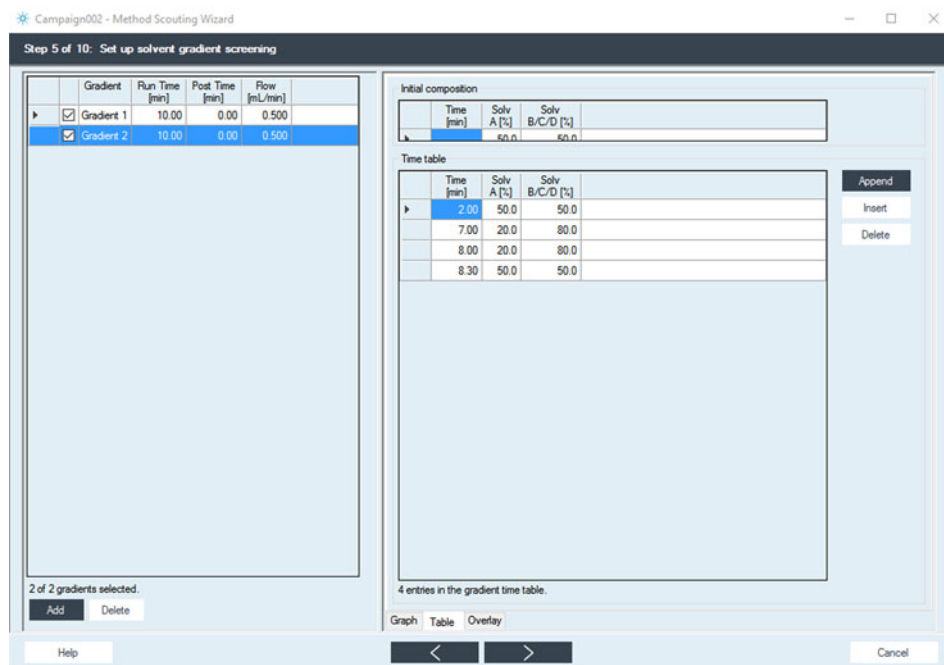 Campaign002 - Method Scouting Wizard
Step 5 of 10: Set up solvent gradient screening
Gradient Run Time [min] Post Time [min] Flow [mL/min]
Gradient 1 10.00 0.00 0.500
Gradient 2 10.00 0.00 0.500
2 of 2 gradients selected.
Add Delete
Initial composition
Time [min] Solv A [%] Solv B/C/D [%]
50.0 50.0
Time table
Time [min] Solv A [%] Solv B/C/D [%]
2.00 50.0 50.0
7.00 20.0 80.0
8.00 20.0 80.0
8.30 50.0 50.0
Append
Insert
Delete
4 entries in the gradient time table.
Graph Table Overlay
Help < > Cancel